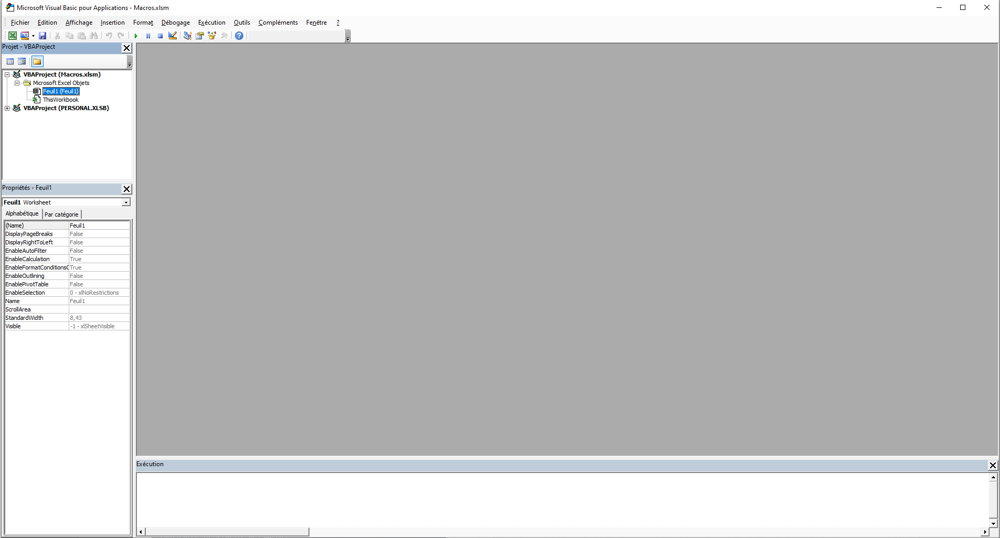 Microsoft Visual Basic pour Applications - Macros.xlsm
Fichier Edition Affichage Insertion Format Débogage Exécution Outils Compléments Fenêtre ?
Projet - VBAProject
VBAProject (Macros.xlsm)
Microsoft Excel Objets
Feuil1 (Feuil1)
ThisWorkbook
VBAProject (PERSONAL.XLSB)
Propriétés - Feuil1
Feuil1 Worksheet
Alphabétique Par catégorie
(Name) Feuil1
DisplayPageBreaks False
DisplayRightToLeft False
EnableAutoFilter False
EnableCalculation True
EnableFormatConditionsC True
EnableOutlining False
EnablePivotTable False
EnableSelection 0 - xlNoRestrictions
Name Feuil1
ScrollArea
StandardWidth 8,43
Visible -1 - xlSheetVisible
Exécution